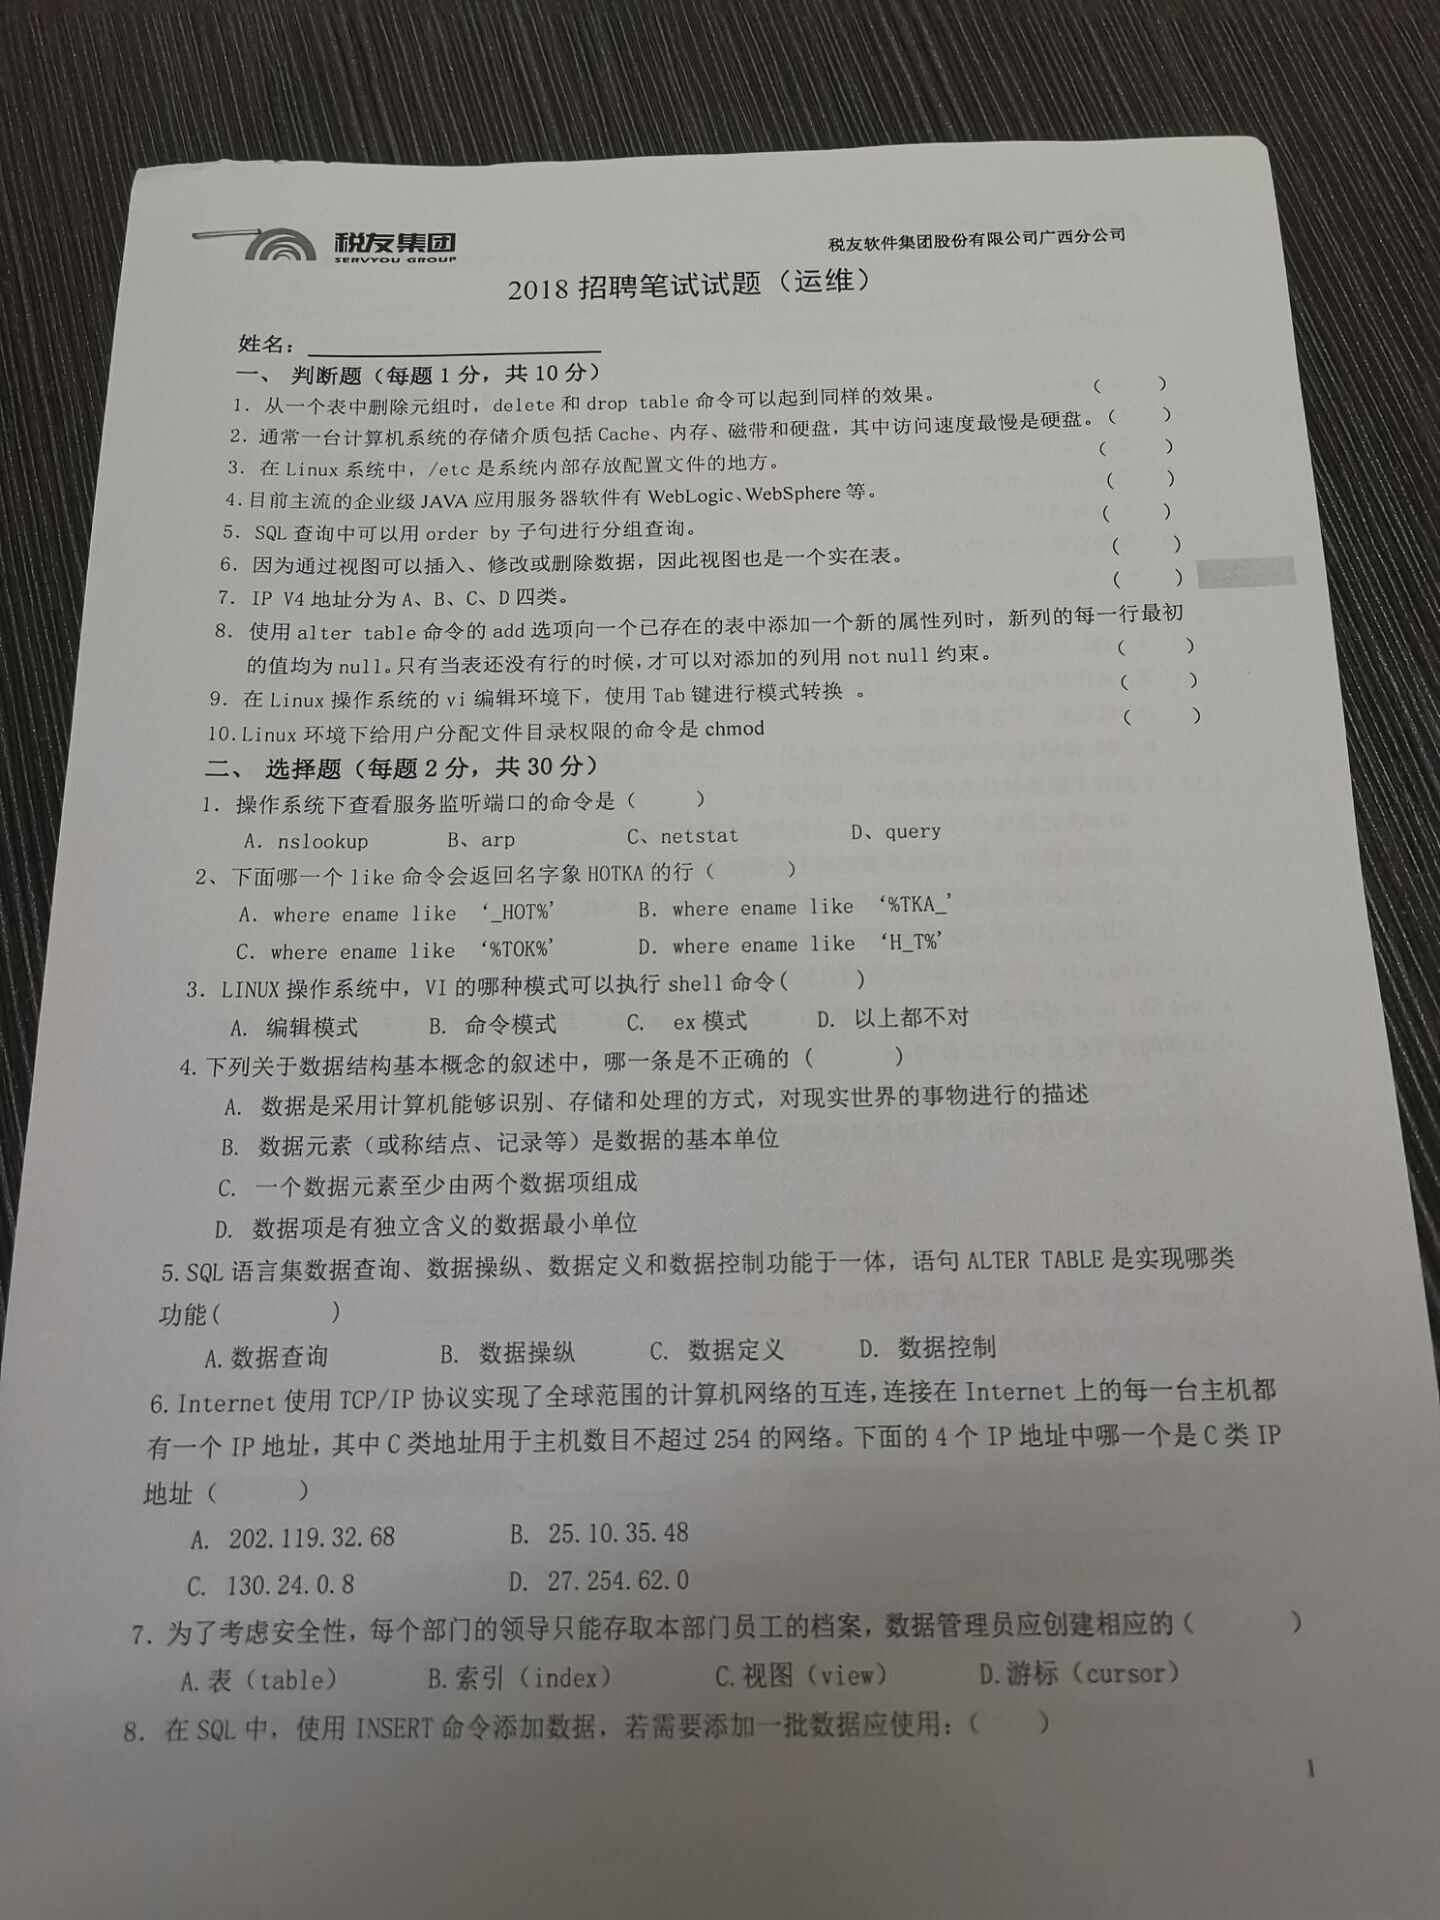 税友集团
SERVYOU GROUP
税友软件集团股份有限公司广西分公司
2018 招聘笔试试题（运维）
姓名：
一、 判断题（每题 1 分，共 10 分）
1. 从一个表中删除元组时，delete 和 drop table 命令可以起到同样的效果。 （ ）
2. 通常一台计算机系统的存储介质包括 Cache、内存、磁带和硬盘，其中访问速度最慢是硬盘。（ ）
3. 在 Linux 系统中，/etc 是系统内部存放配置文件的地方。 （ ）
4. 目前主流的企业级 JAVA 应用服务器软件有 WebLogic、WebSphere 等。 （ ）
5. SQL 查询中可以用 order by 子句进行分组查询。 （ ）
6. 因为通过视图可以插入、修改或删除数据，因此视图也是一个实在表。 （ ）
7. IP V4 地址分为 A、B、C、D 四类。 （ ）
8. 使用 alter table 命令的 add 选项向一个已存在的表中添加一个新的属性列时，新列的每一行最初
的值均为 null。只有当表还没有行的时候，才可以对添加的列用 not null 约束。 （ ）
9. 在 Linux 操作系统的 vi 编辑环境下，使用 Tab 键进行模式转换 。 （ ）
10. Linux 环境下给用户分配文件目录权限的命令是 chmod （ ）
二、 选择题（每题 2 分，共 30 分）
1. 操作系统下查看服务监听端口的命令是（ ）
A. nslookup B、arp C、netstat D、query
2、下面哪一个 like 命令会返回名字象 HOTKA 的行（ ）
A. where ename like ‘_HOT%’ B. where ename like ‘%TKA_’
C. where ename like ‘%TOK%’ D. where ename like ‘H_T%’
3. LINUX 操作系统中，VI 的哪种模式可以执行 shell 命令( )
A. 编辑模式 B. 命令模式 C. ex 模式 D. 以上都不对
4. 下列关于数据结构基本概念的叙述中，哪一条是不正确的 ( )
A. 数据是采用计算机能够识别、存储和处理的方式，对现实世界的事物进行的描述
B. 数据元素（或称结点、记录等）是数据的基本单位
C. 一个数据元素至少由两个数据项组成
D. 数据项是有独立含义的数据最小单位
5. SQL 语言集数据查询、数据操纵、数据定义和数据控制功能于一体，语句 ALTER TABLE 是实现哪类
功能( )
A. 数据查询 B. 数据操纵 C. 数据定义 D. 数据控制
6. Internet 使用 TCP/IP 协议实现了全球范围的计算机网络的互连，连接在 Internet 上的每一台主机都
有一个 IP 地址，其中 C 类地址用于主机数目不超过 254 的网络。下面的 4 个 IP 地址中哪一个是 C 类 IP
地址（ ）
A. 202.119.32.68 B. 25.10.35.48
C. 130.24.0.8 D. 27.254.62.0
7. 为了考虑安全性，每个部门的领导只能存取本部门员工的档案，数据管理员应创建相应的（ ）
A. 表（table） B. 索引（index） C. 视图（view） D. 游标（cursor）
8. 在 SQL 中，使用 INSERT 命令添加数据，若需要添加一批数据应使用：（ ）
1